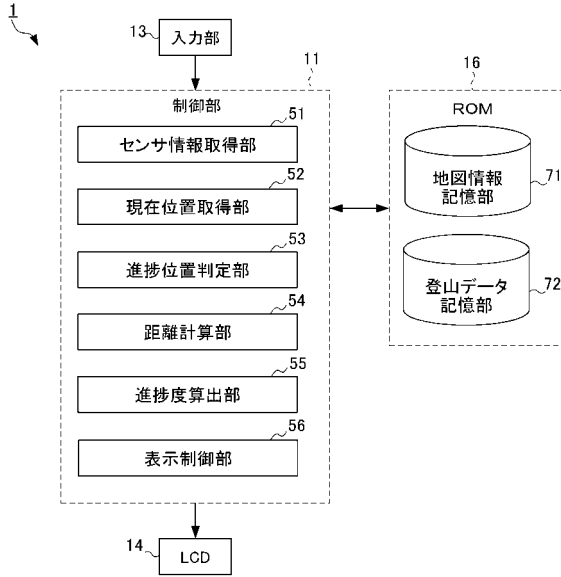 1
13
入力部
11
制御部
51
センサ情報取得部
52
現在位置取得部
53
進捗位置判定部
54
距離計算部
55
進捗度算出部
56
表示制御部
14
LCD
16
ROM
地図情報
記憶部
71
登山データ
記憶部
72